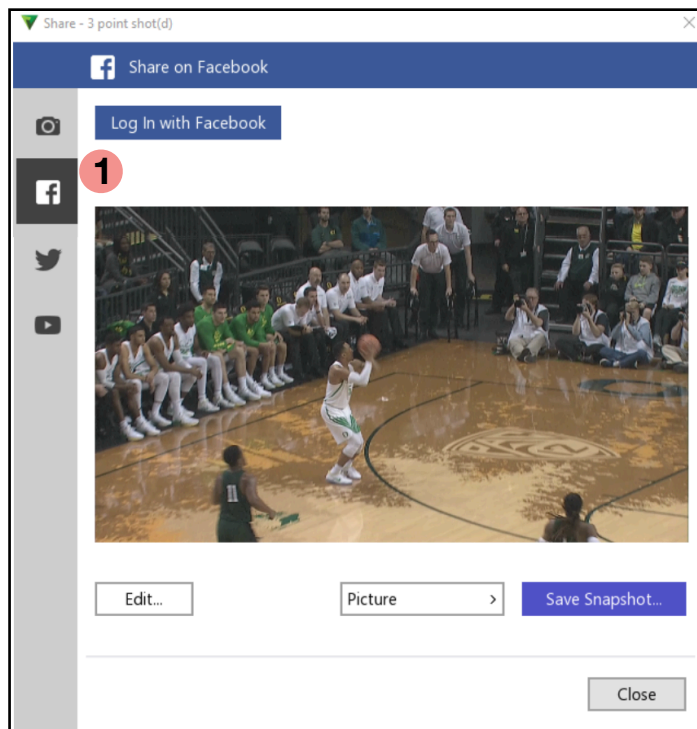 Share - 3 point shot(d)
Share on Facebook
Log In with Facebook
1
11
Edit...
Picture
Save Snapshot...
Close